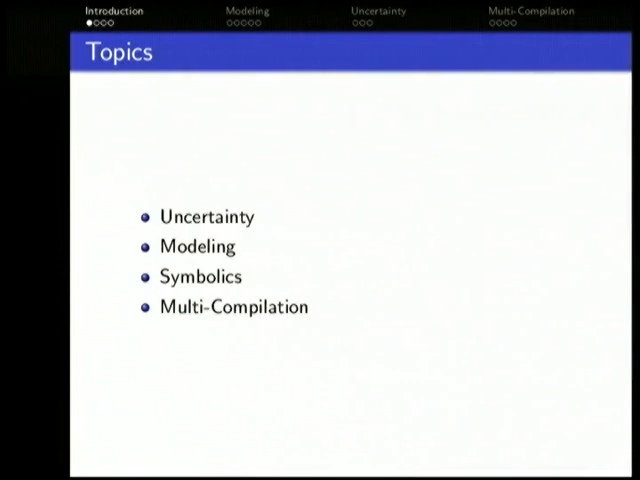 Introduction Modeling Uncertainty Multi-Compilation
Topics
Uncertainty
Modeling
Symbolics
Multi-Compilation